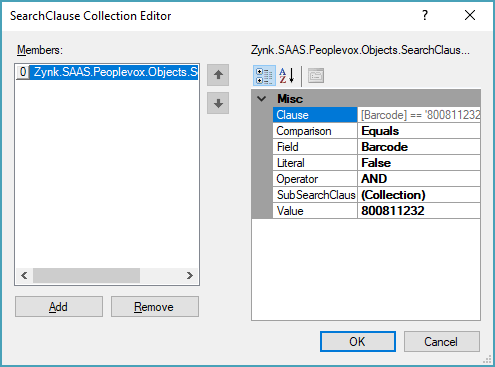 SearchClause Collection Editor
?
Members:
0 Zynk.SAAS.Peoplevox.Objects.S
Add
Remove
Zynk.SAAS.Peoplevox.Objects.SearchClaus...
A
Z
Misc
Clause [Barcode] == '800811232
Comparison Equals
Field Barcode
Literal False
Operator AND
SubSearchClaus (Collection)
Value 800811232
OK
Cancel